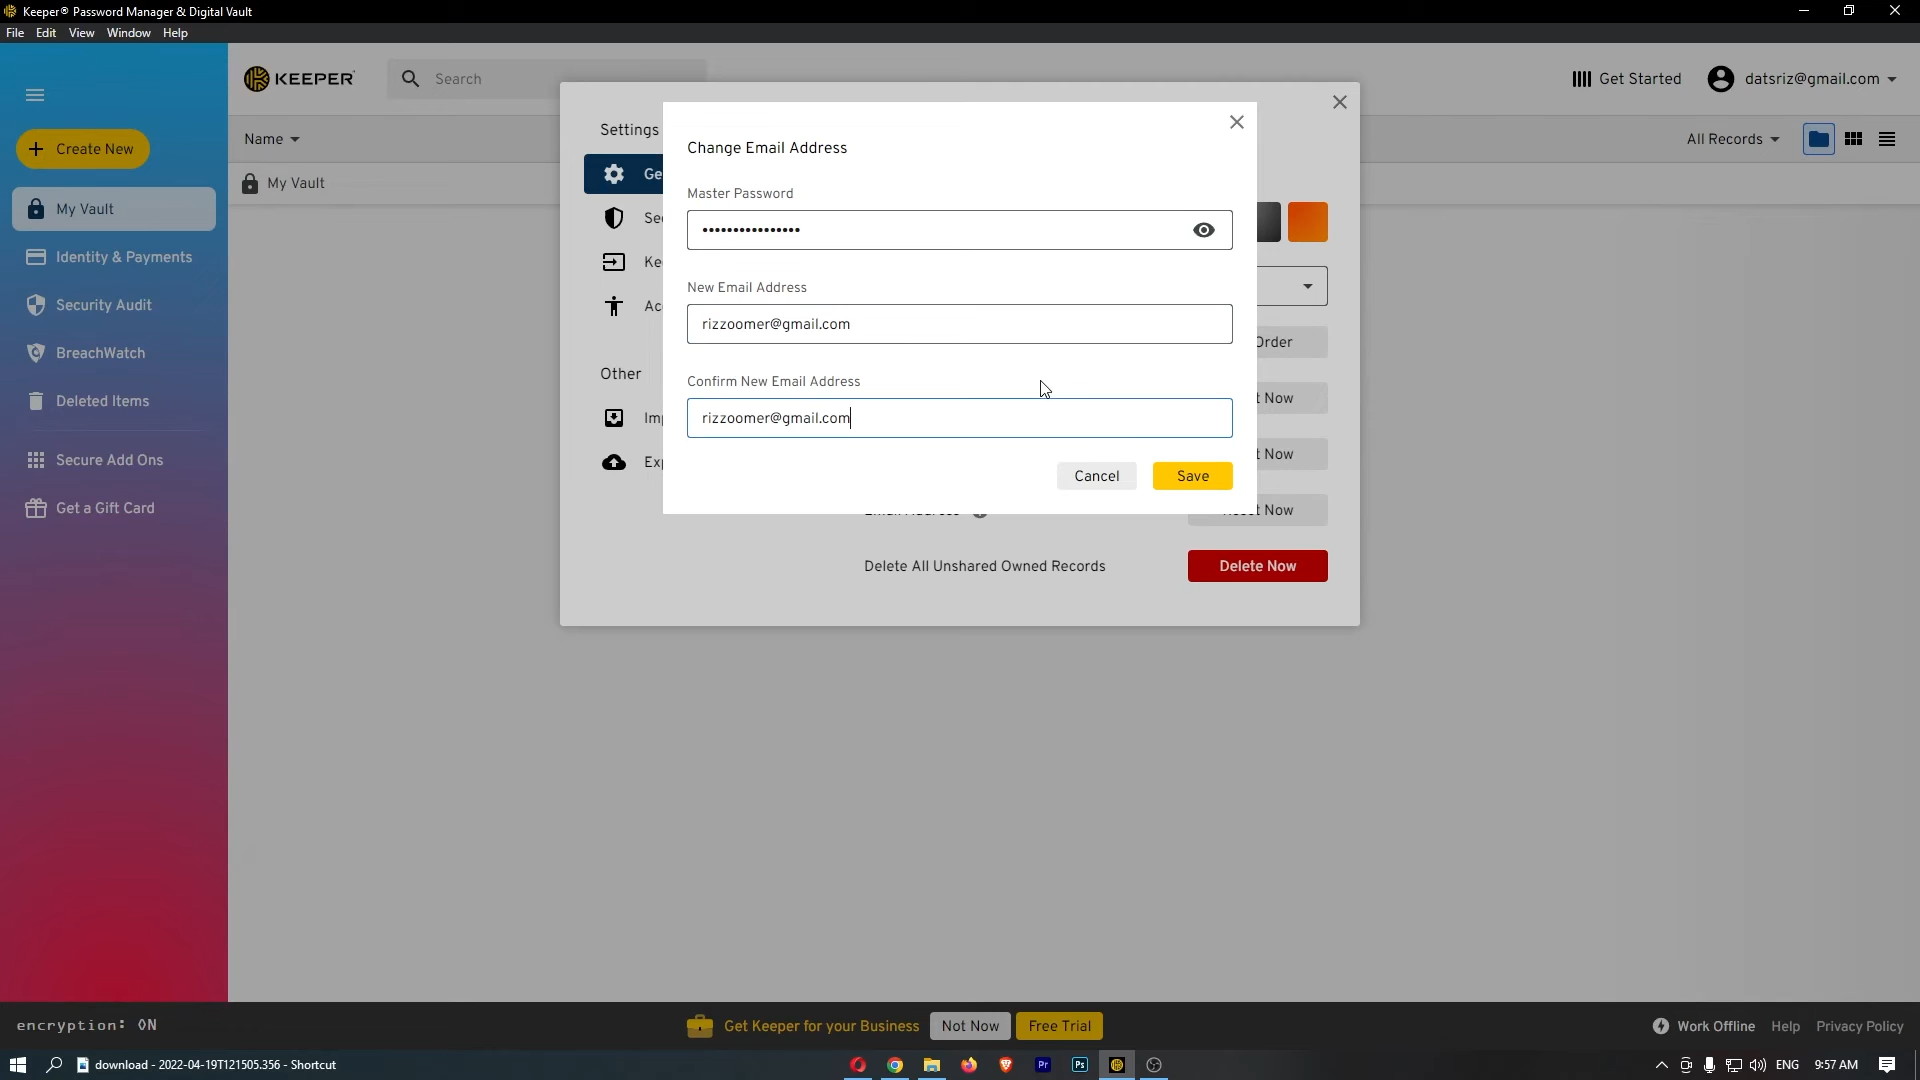 Keeper® Password Manager & Digital Vault
File Edit View Window Help
KEEPER
Search
Get Started
datsriz@gmail.com
Create New
Name
All Records
My Vault
My Vault
Identity & Payments
Security Audit
BreachWatch
Deleted Items
Secure Add Ons
Get a Gift Card
Settings
Other
Change Email Address
Master Password
••••••••••••••••
New Email Address
rizzoomer@gmail.com
Confirm New Email Address
rizzoomer@gmail.com
Cancel Save
Order
Now
Now
Now
Delete All Unshared Owned Records
Delete Now
encryption: ON
Get Keeper for your Business
Not Now
Free Trial
Work Offline
Help
Privacy Policy
download - 2022-04-19T121505.356 - Shortcut
Pr
Ps
ENG
9:57 AM